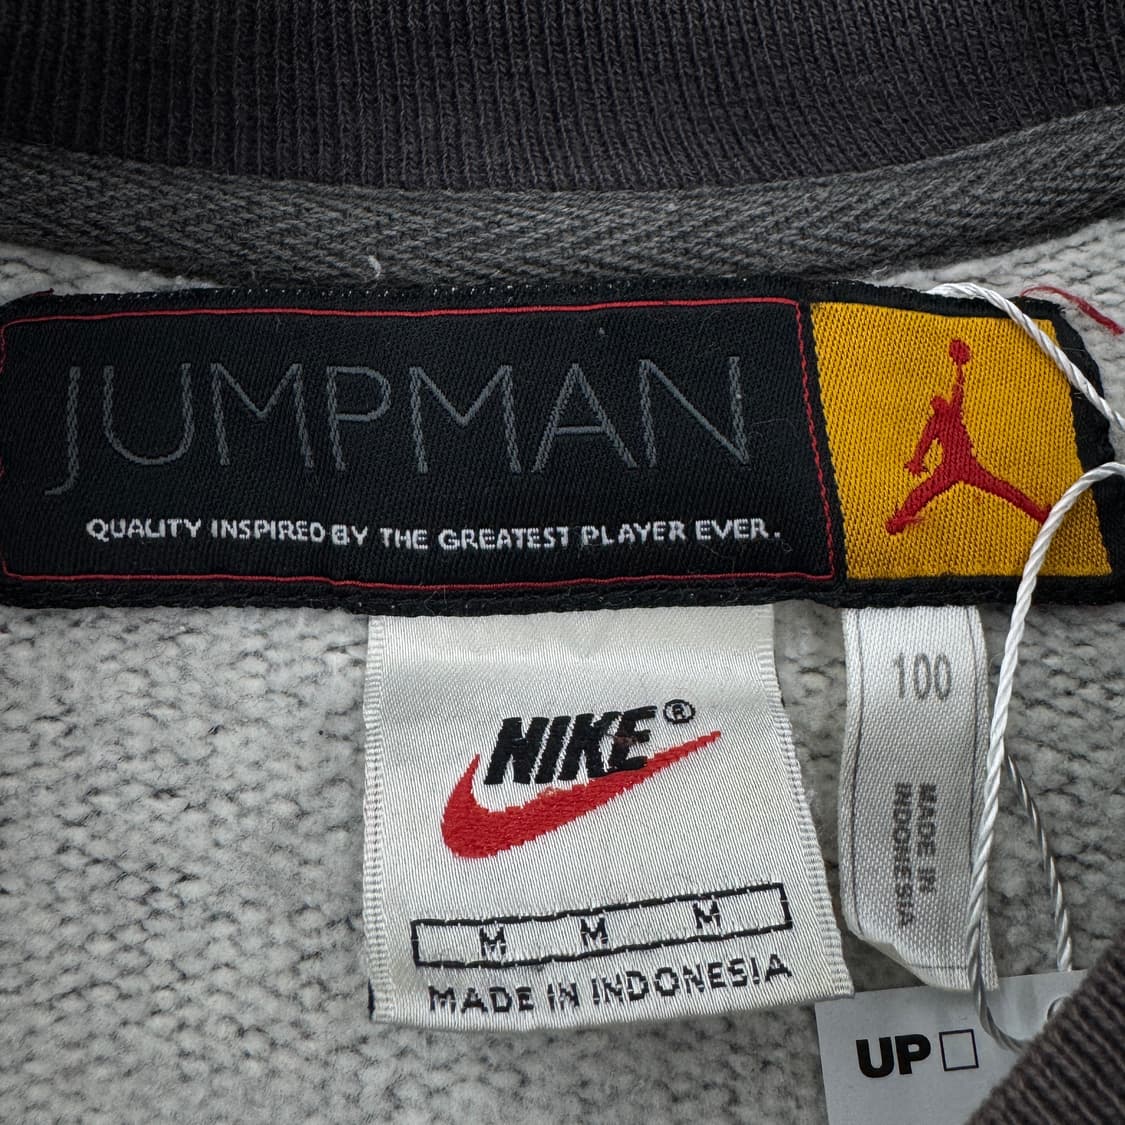 JUMPMAN
QUALITY INSPIRED BY THE GREATEST PLAYER EVER.
NIKE®
M M M
MADE IN INDONESIA
100
MADE IN
INDONESIA
UP